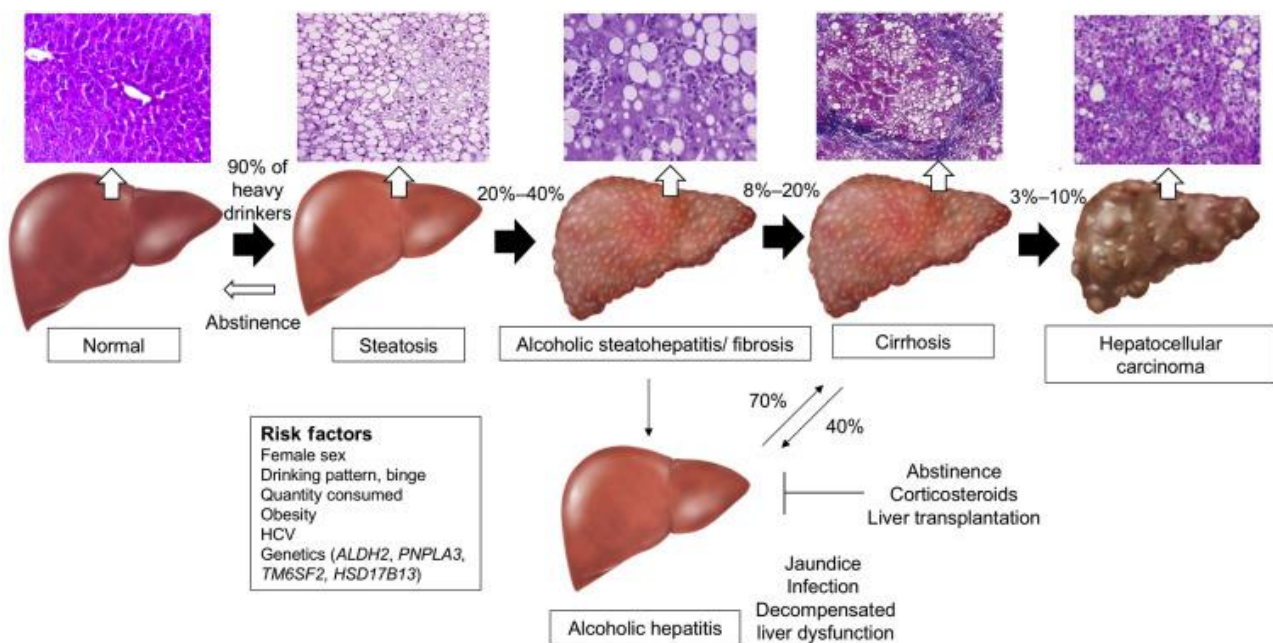 90% of
heavy
drinkers
20%–40%
8%–20%
3%–10%
Abstinence
Normal
Steatosis
Alcoholic steatohepatitis/ fibrosis
Cirrhosis
Hepatocellular
carcinoma
70%
40%
Risk factors
Female sex
Drinking pattern, binge
Quantity consumed
Obesity
HCV
Genetics (ALDH2, PNPLA3,
TM6SF2, HSD17B13)
Abstinence
Corticosteroids
Liver transplantation
Jaundice
Infection
Decompensated
liver dysfunction
Alcoholic hepatitis